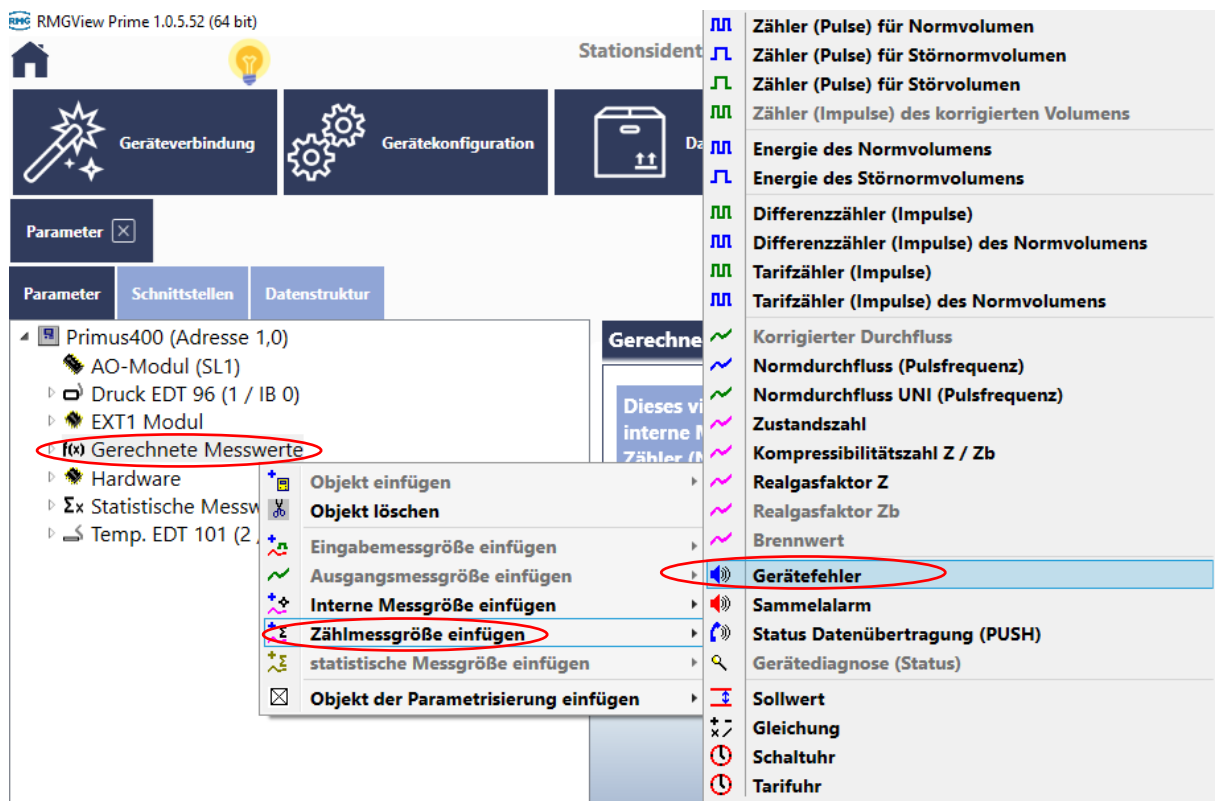 RMG RMGView Prime 1.0.5.52 (64 bit)
Stationsident
Geräteverbindung
Gerätekonfiguration
Da
Parameter
Parameter Schnittstellen Datenstruktur
Primus400 (Adresse 1,0)
AO-Modul (SL1)
Druck EDT 96 (1 / IB 0)
EXT1 Modul
f(x) Gerechnete Messwerte
Hardware
Σx Statistische Messw
Temp. EDT 101 (2
Gerechne
Dieses vi
interne M
Zähler (N
Objekt einfügen
Objekt löschen
Eingabemessgröße einfügen
Ausgangsmessgröße einfügen
Interne Messgröße einfügen
Zählmessgröße einfügen
statistische Messgröße einfügen
Objekt der Parametrisierung einfügen
Zähler (Pulse) für Normvolumen
Zähler (Pulse) für Störnormvolumen
Zähler (Pulse) für Störvolumen
Zähler (Impulse) des korrigierten Volumens
Energie des Normvolumens
Energie des Störnormvolumens
Differenzzähler (Impulse)
Differenzzähler (Impulse) des Normvolumens
Tarifzähler (Impulse)
Tarifzähler (Impulse) des Normvolumens
Korrigierter Durchfluss
Normdurchfluss (Pulsfrequenz)
Normdurchfluss UNI (Pulsfrequenz)
Zustandszahl
Kompressibilitätszahl Z / Zb
Realgasfaktor Z
Realgasfaktor Zb
Brennwert
Gerätefehler
Sammelalarm
Status Datenübertragung (PUSH)
Gerätediagnose (Status)
Sollwert
Gleichung
Schaltuhr
Tarifuhr